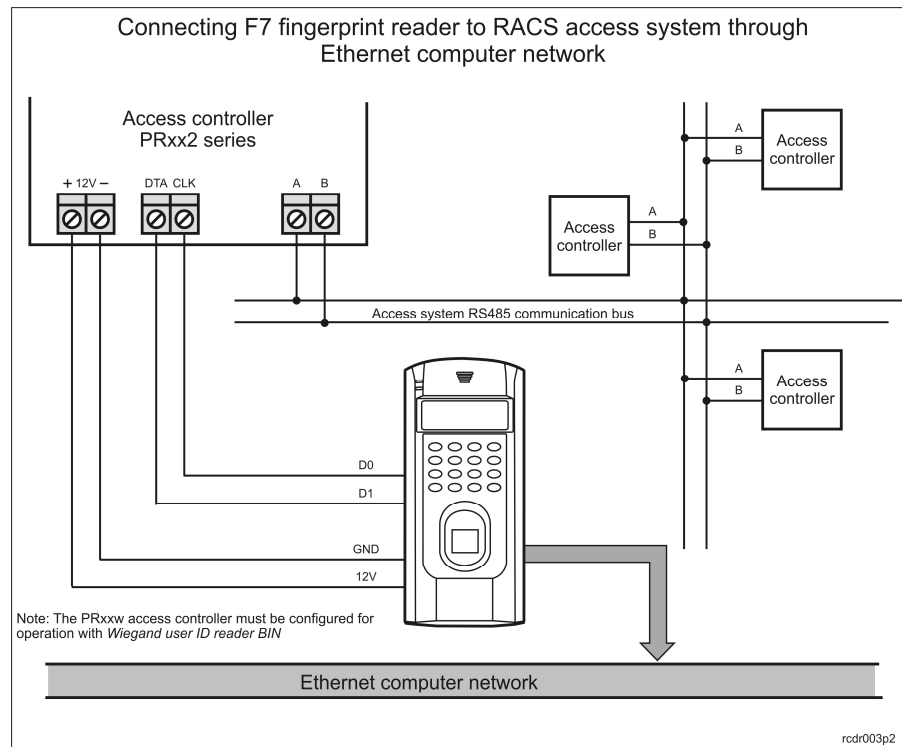 Connecting F7 fingerprint reader to RACS access system through
Ethernet computer network
Access controller
PRxx2 series
+ 12V −
DTA CLK
A B
A
B
Access
controller
A
B
Access
controller
Access system RS485 communication bus
A
B
Access
controller
D0
D1
GND
12V
Note: The PRxxw access controller must be configured for
operation with Wiegand user ID reader BIN
Ethernet computer network
rcdr003p2